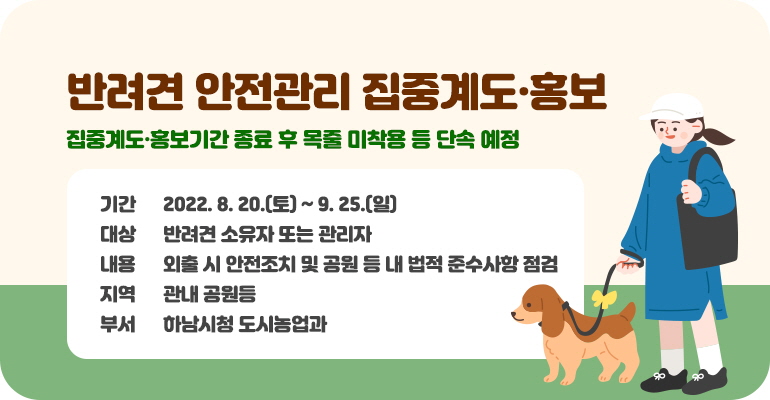 반려견 안전관리 집중계도·홍보
집중계도·홍보기간 종료 후 목줄 미착용 등 단속 예정
기간 2022. 8. 20.(토) ~ 9. 25.(일)
대상 반려견 소유자 또는 관리자
내용 외출 시 안전조치 및 공원 등 내 법적 준수사항 점검
지역 관내 공원등
부서 하남시청 도시농업과